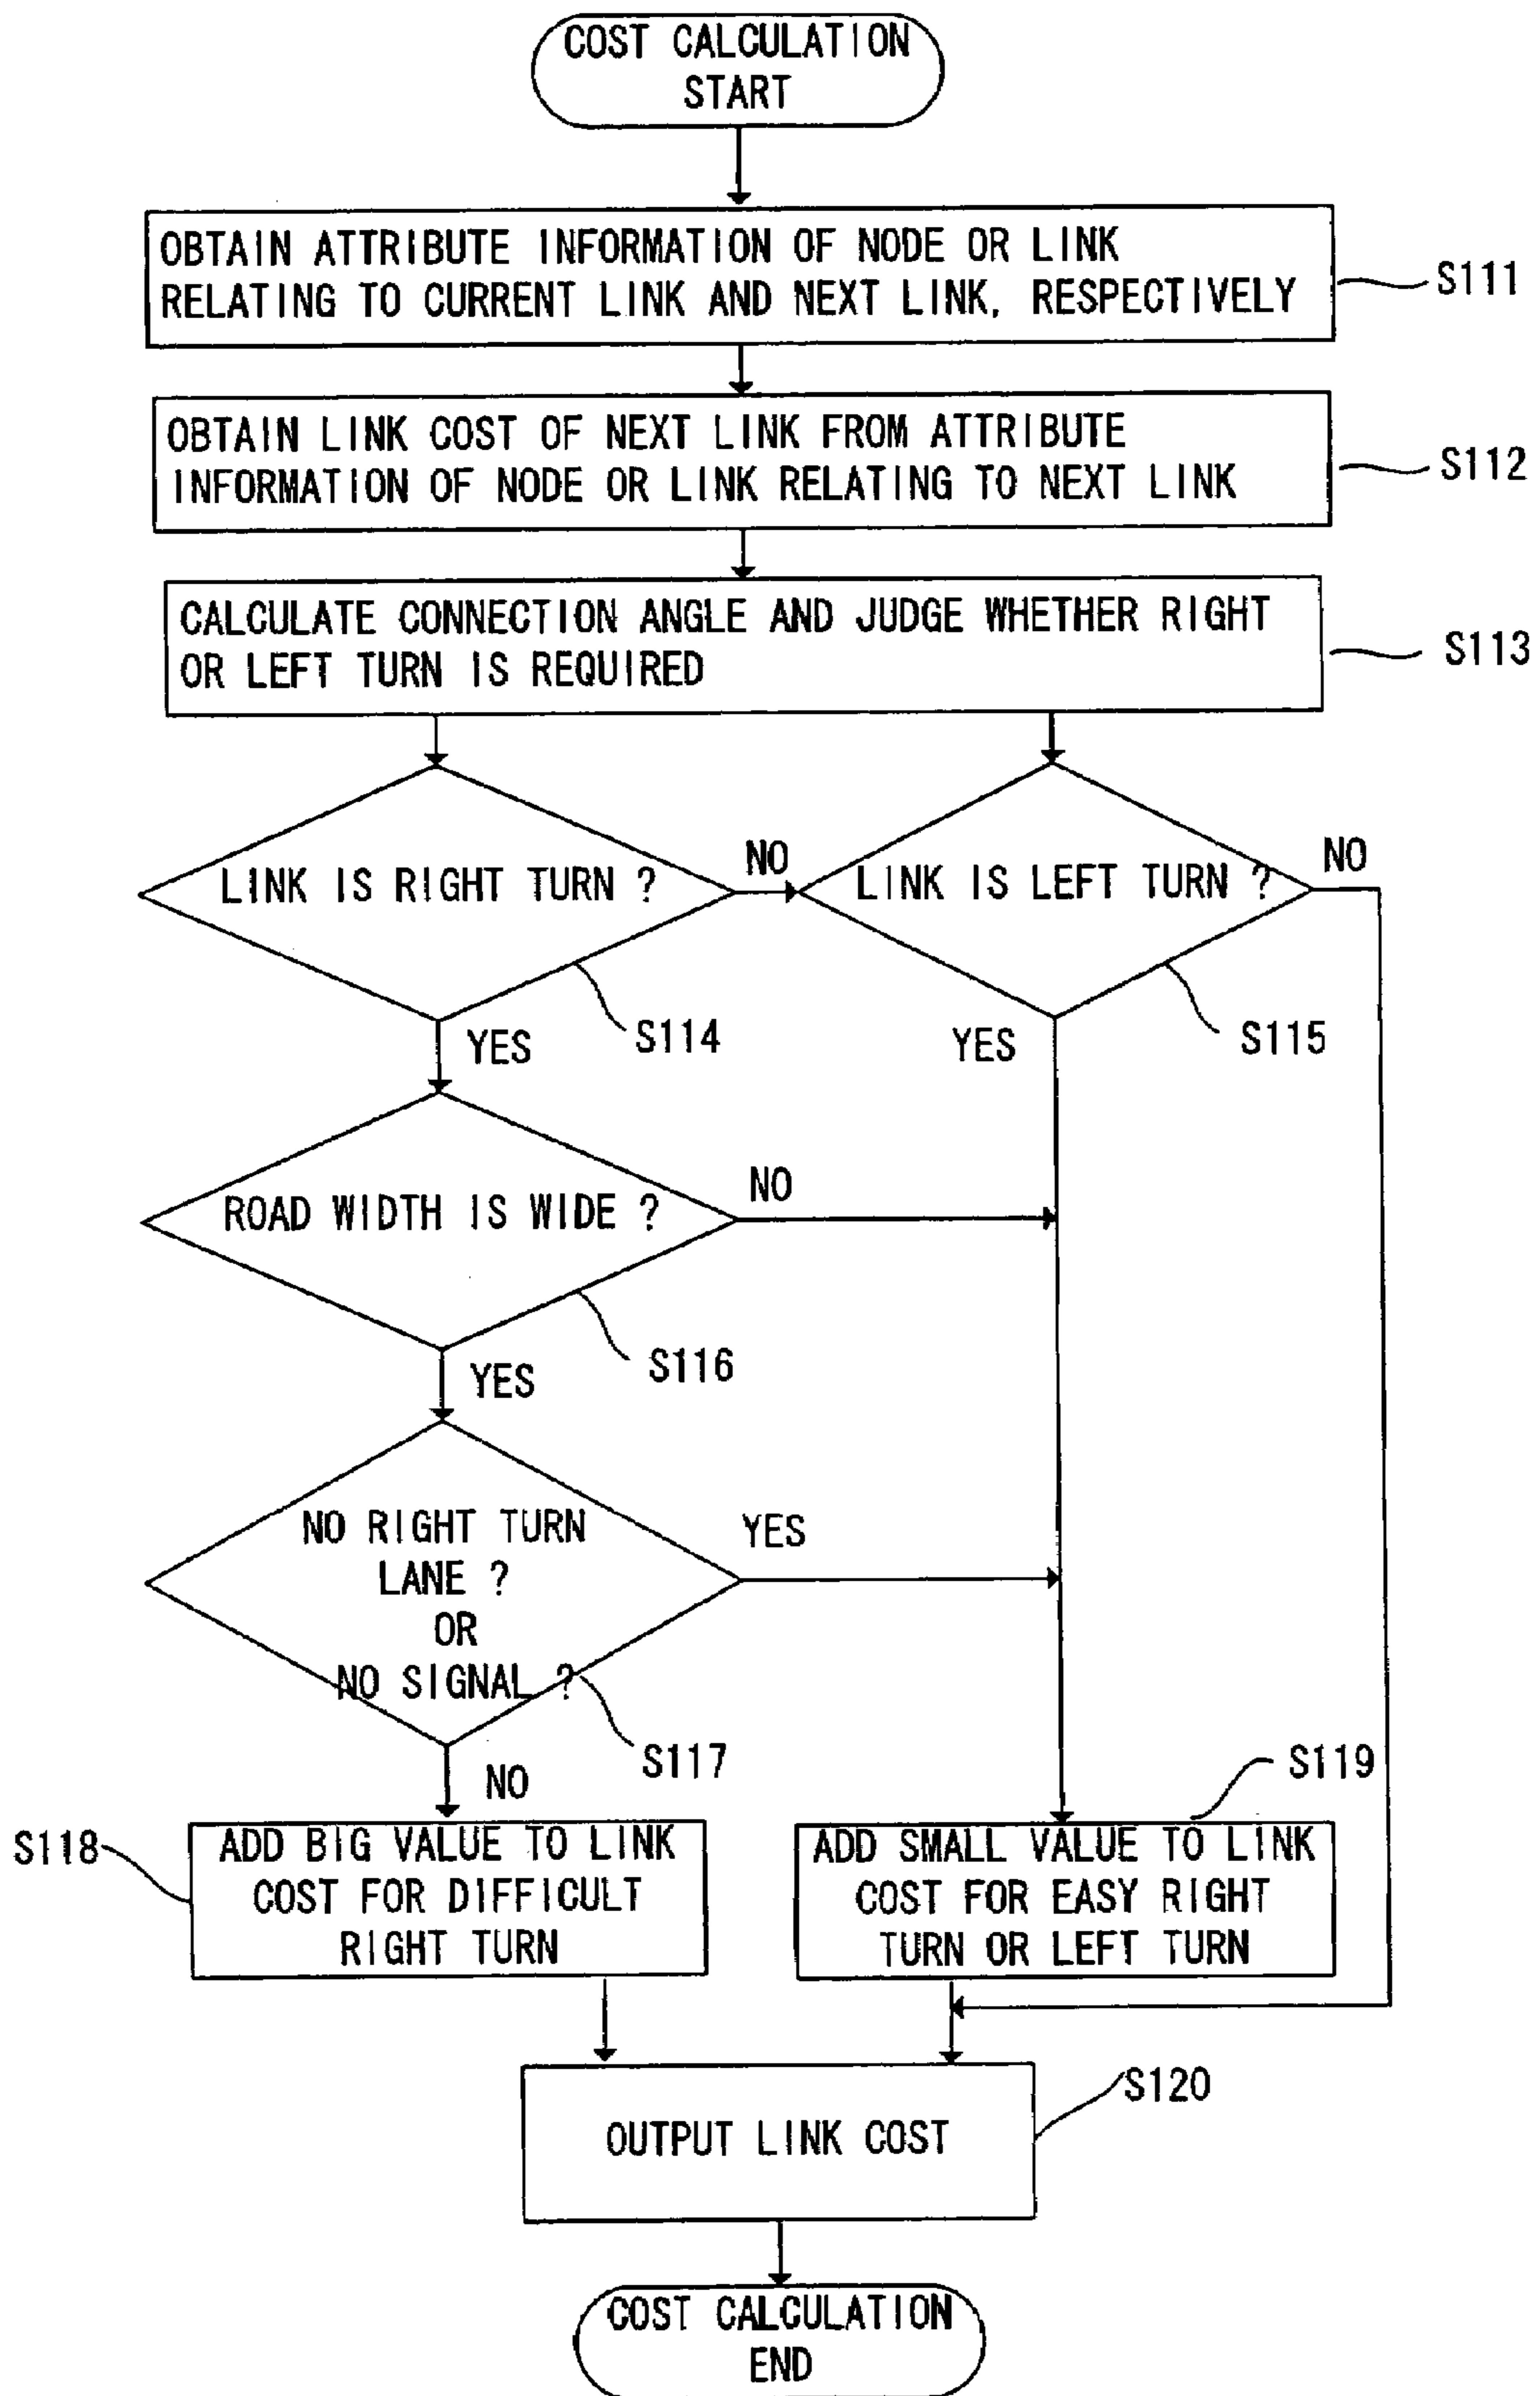 COST CALCULATION
START
OBTAIN ATTRIBUTE INFORMATION OF NODE OR LINK
RELATING TO CURRENT LINK AND NEXT LINK, RESPECTIVELY
S111
OBTAIN LINK COST OF NEXT LINK FROM ATTRIBUTE
INFORMATION OF NODE OR LINK RELATING TO NEXT LINK
S112
CALCULATE CONNECTION ANGLE AND JUDGE WHETHER RIGHT
OR LEFT TURN IS REQUIRED
S113
LINK IS RIGHT TURN ?
NO
LINK IS LEFT TURN ?
NO
S114
S115
YES
YES
ROAD WIDTH IS WIDE ?
NO
S116
YES
NO RIGHT TURN
LANE ?
OR
NO SIGNAL ?
YES
S117
NO
S119
S118
ADD BIG VALUE TO LINK
COST FOR DIFFICULT
RIGHT TURN
ADD SMALL VALUE TO LINK
COST FOR EASY RIGHT
TURN OR LEFT TURN
S120
OUTPUT LINK COST
COST CALCULATION
END